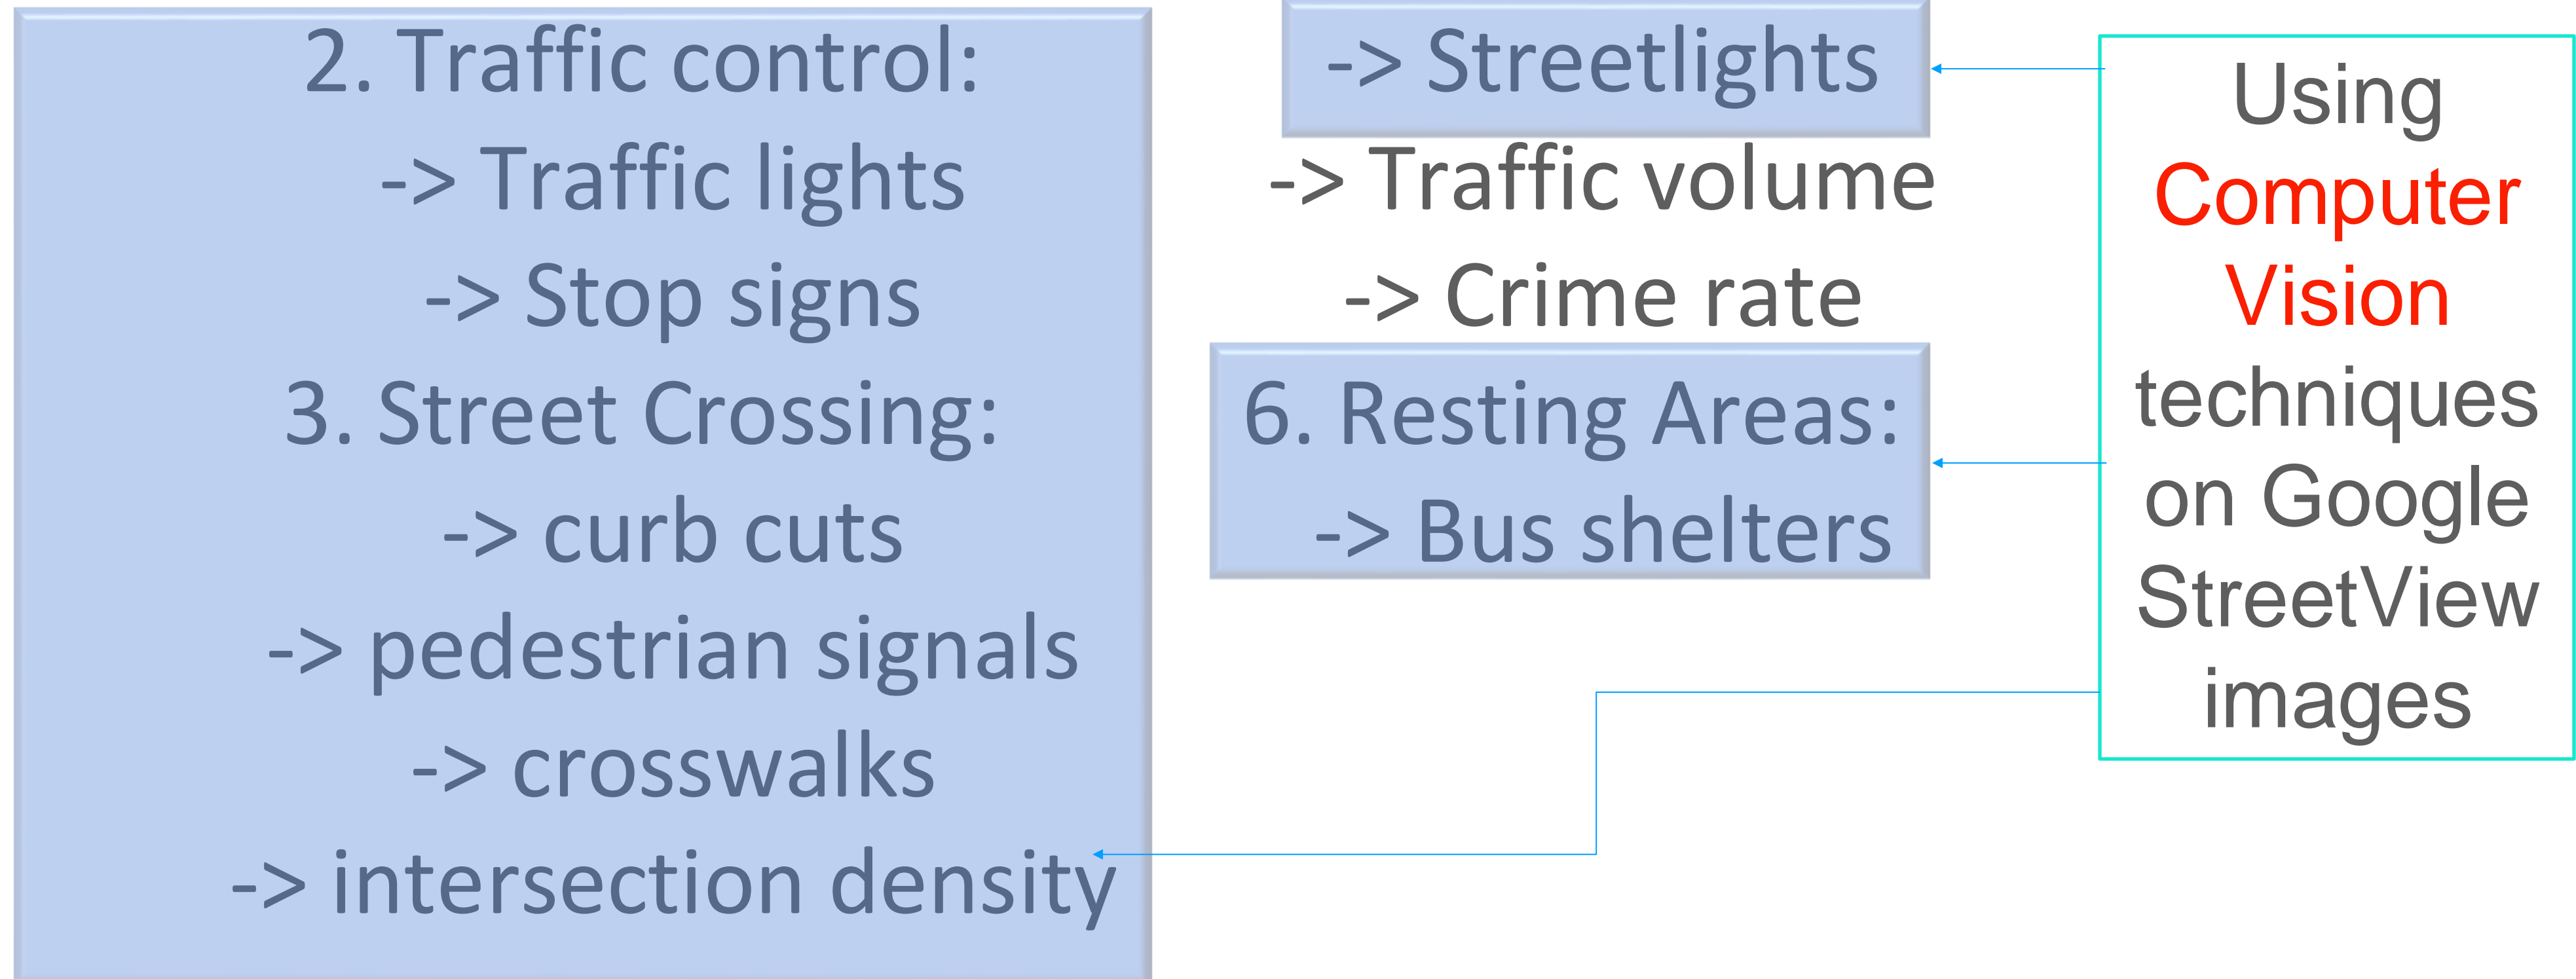 2. Traffic control:
-> Traffic lights
-> Stop signs
3. Street Crossing:
-> curb cuts
-> pedestrian signals
-> crosswalks
-> intersection density
-> Streetlights
-> Traffic volume
-> Crime rate
6. Resting Areas:
-> Bus shelters
Using
Computer
Vision
techniques
on Google
StreetView
images